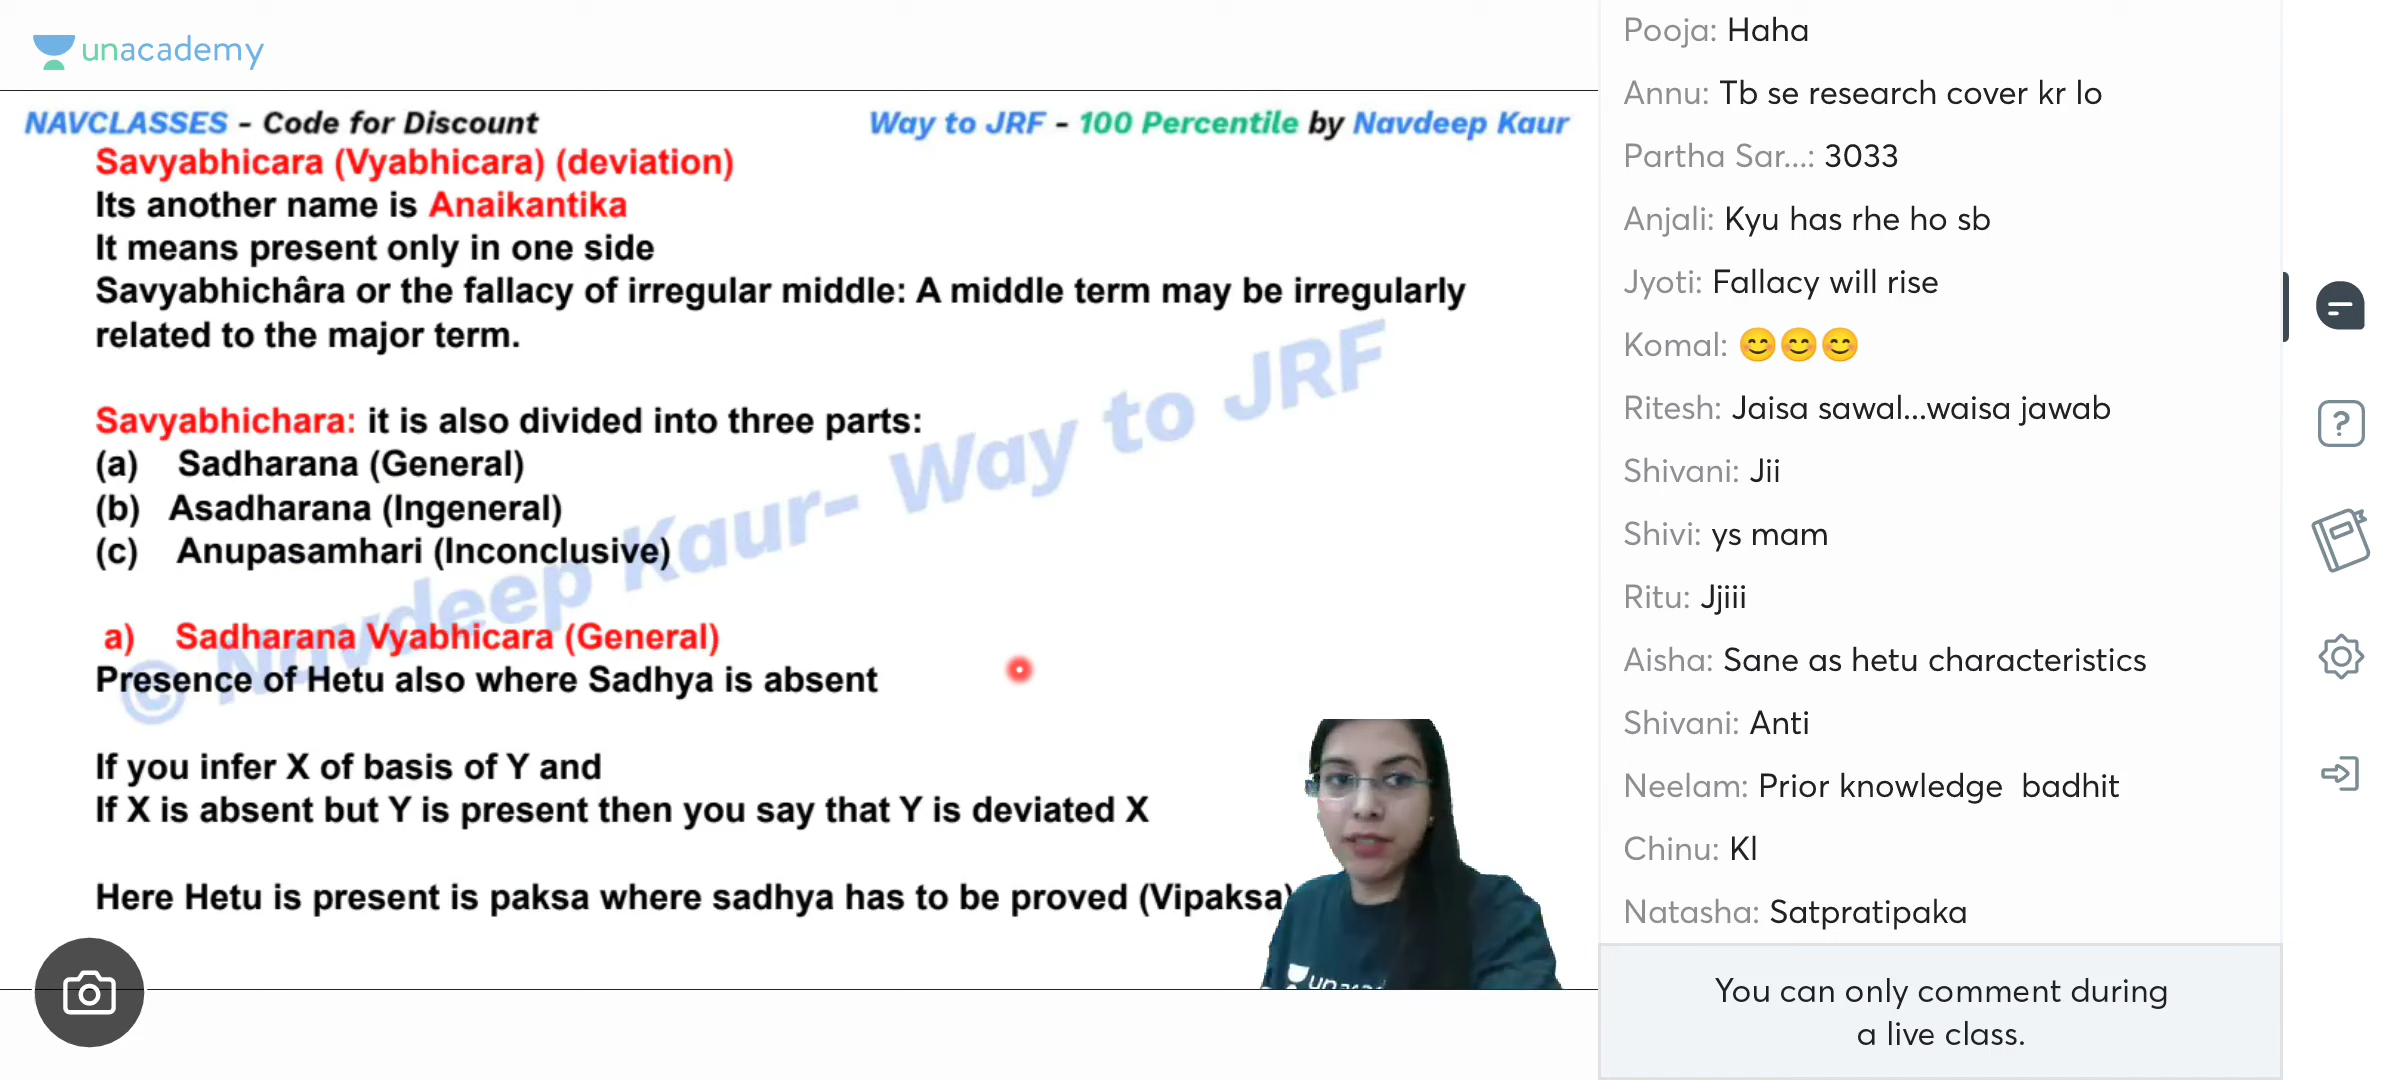 unacademy
NAVCLASSES - Code for Discount
Way to JRF - 100 Percentile by Navdeep Kaur
Savyabhicara (Vyabhicara) (deviation)
Its another name is Anaikantika
It means present only in one side
Savyabhichâra or the fallacy of irregular middle: A middle term may be irregularly
related to the major term.
Savyabhichara: it is also divided into three parts:
(a) Sadharana (General)
(b) Asadharana (Ingeneral)
(c) Anupasamhari (Inconclusive)
a) Sadharana Vyabhicara (General)
Presence of Hetu also where Sadhya is absent
If you infer X of basis of Y and
If X is absent but Y is present then you say that Y is deviated X
Here Hetu is present is paksa where sadhya has to be proved (Vipaksa)
© Navdeep Kaur- Way to JRF
Pooja: Haha
Annu: Tb se research cover kr lo
Partha Sar...: 3033
Anjali: Kyu has rhe ho sb
Jyoti: Fallacy will rise
Komal: 😊😊😊
Ritesh: Jaisa sawal...waisa jawab
Shivani: Jii
Shivi: ys mam
Ritu: Jjiii
Aisha: Sane as hetu characteristics
Shivani: Anti
Neelam: Prior knowledge badhit
Chinu: Kl
Natasha: Satpratipaka
You can only comment during
a live class.